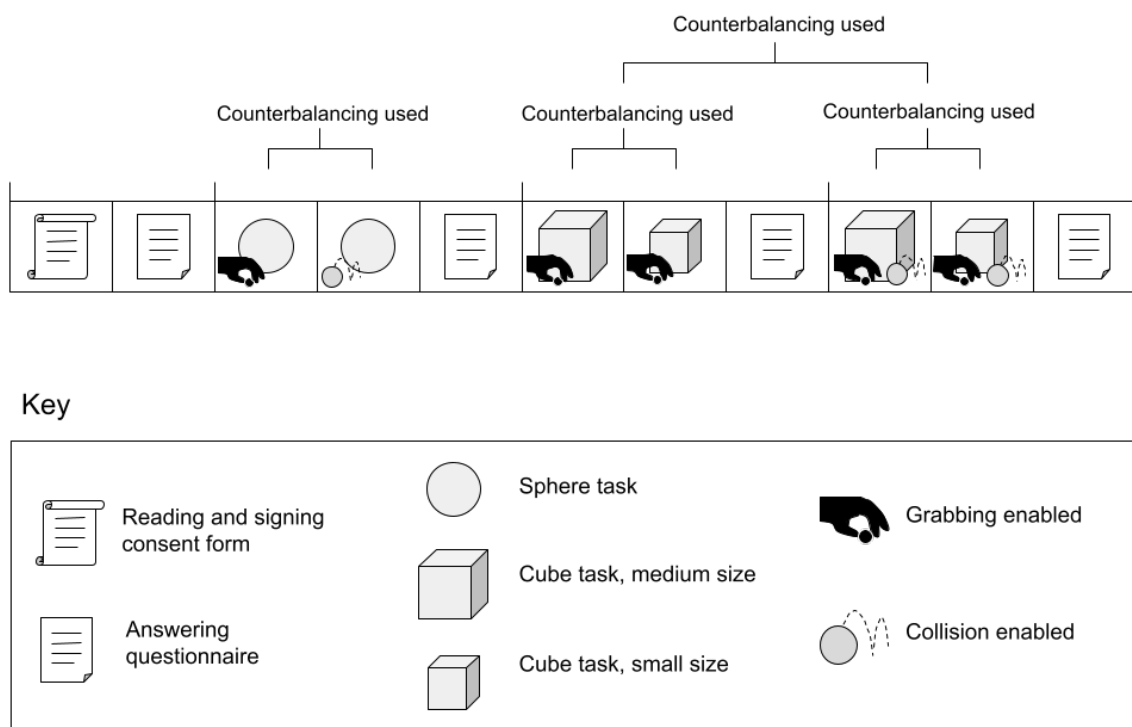 Counterbalancing used
Counterbalancing used
Counterbalancing used
Counterbalancing used
Key
Reading and signing
consent form
Answering
questionnaire
Sphere task
Cube task, medium size
Cube task, small size
Grabbing enabled
Collision enabled